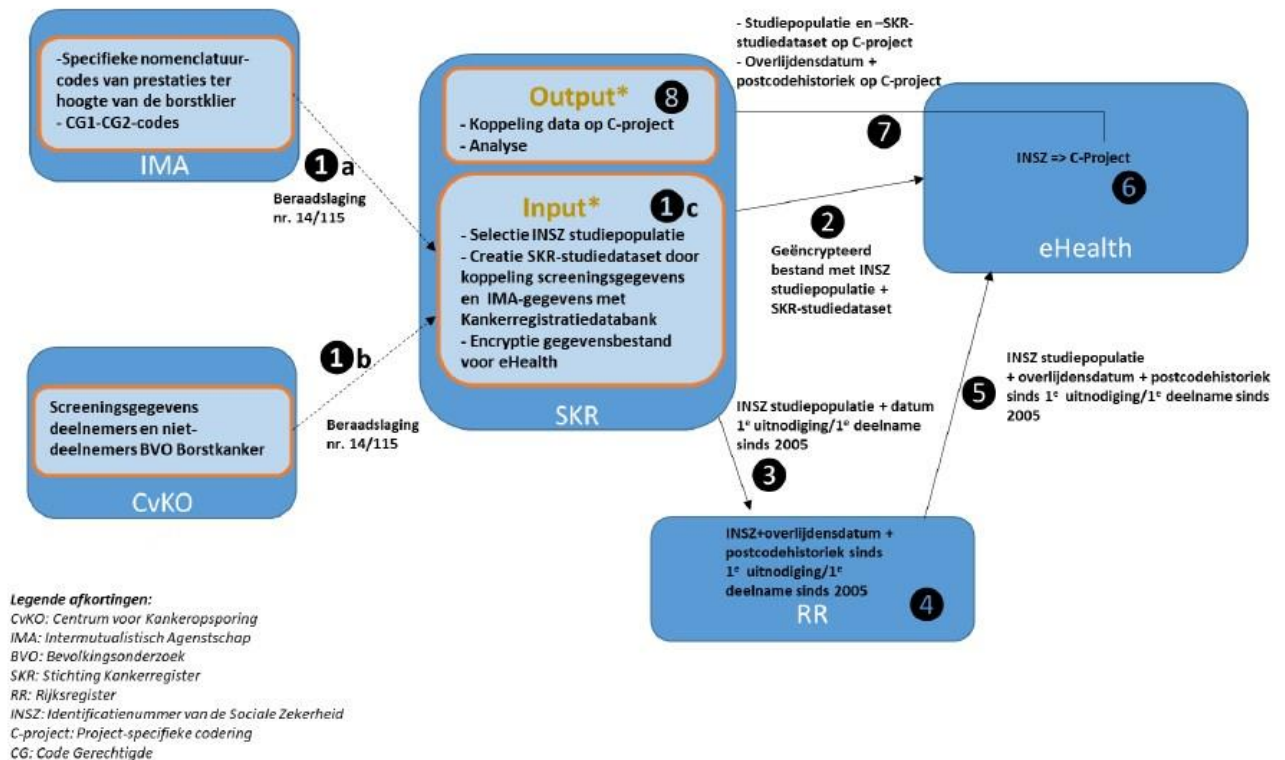 -Specifieke nomenclatuur-
codes van prestaties ter
hoogte van de borstklier
- CG1-CG2-codes
IMA
1a
Beraadslaging
nr. 14/115
Screeningsgegevens
deelnemers en niet-
deelnemers BVO Borstkanker
CvKO
1b
Beraadslaging
nr. 14/115
Output* 8
- Koppeling data op C-project
- Analyse
Input* 1c
- Selectie INSZ studiepopulatie
- Creatie SKR-studiedataset door
koppeling screeningsgegevens
en IMA-gegevens met
Kankerregistratiedatabank
- Encryptie gegevensbestand
voor eHealth
SKR
- Studiepopulatie en –SKR-
studiedataset op C-project
- Overlijdensdatum +
postcodehistoriek op C-project
7
INSZ => C-Project
6
eHealth
2
Geëncrypteerd
bestand met INSZ
studiepopulatie +
SKR-studiedataset
INSZ studiepopulatie + datum
1e uitnodiging/1e deelname
sinds 2005
3
INSZ+overlijdensdatum +
postcodehistoriek sinds
1e uitnodiging/1e
deelname sinds 2005
RR
4
5
INSZ studiepopulatie
+ overlijdensdatum + postcodehistoriek
sinds 1e uitnodiging/1e deelname sinds
2005
Legende afkortingen:
CvKO: Centrum voor Kankeropsporing
IMA: Intermutualistisch Agenstschap
BVO: Bevolkingsonderzoek
SKR: Stichting Kankerregister
RR: Rijksregister
INSZ: Identificatienummer van de Sociale Zekerheid
C-project: Project-specifieke codering
CG: Code Gerechtigde